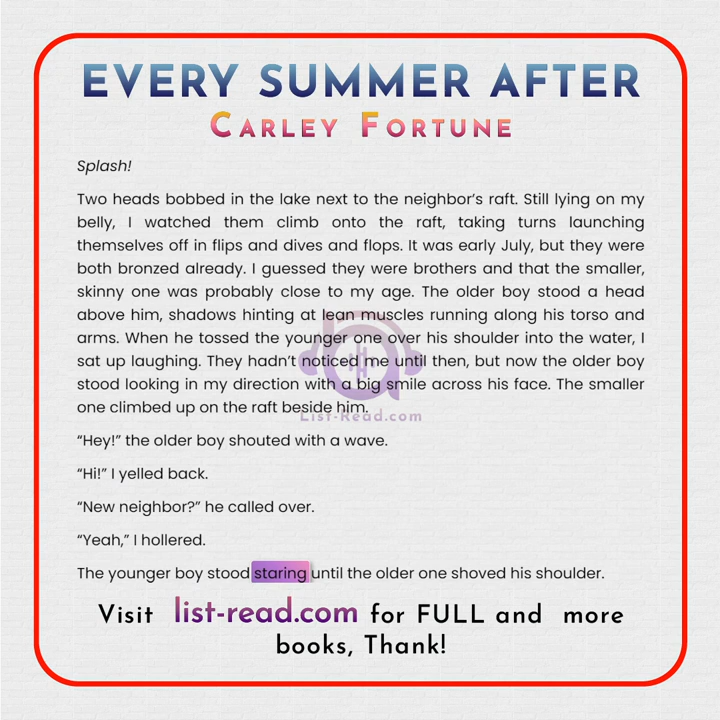 EVERY SUMMER AFTER
CARLEY FORTUNE
Splash!
Two heads bobbed in the lake next to the neighbor's raft. Still lying on my
belly, I watched them climb onto the raft, taking turns launching
themselves off in flips and dives and flops. It was early July, but they were
both bronzed already. I guessed they were brothers and that the smaller,
skinny one was probably close to my age. The older boy stood a head
above him, shadows hinting at lean muscles running along his torso and
arms. When he tossed the younger one over his shoulder into the water, I
sat up laughing. They hadn't noticed me until then, but now the older boy
stood looking in my direction with a big smile across his face. The smaller
one climbed up on the raft beside him.
List-Read.com
“Hey!” the older boy shouted with a wave.
“Hi!” I yelled back.
“New neighbor?” he called over.
“Yeah,” I hollered.
The younger boy stood staring until the older one shoved his shoulder.
Visit list-read.com for FULL and more
books, Thank!